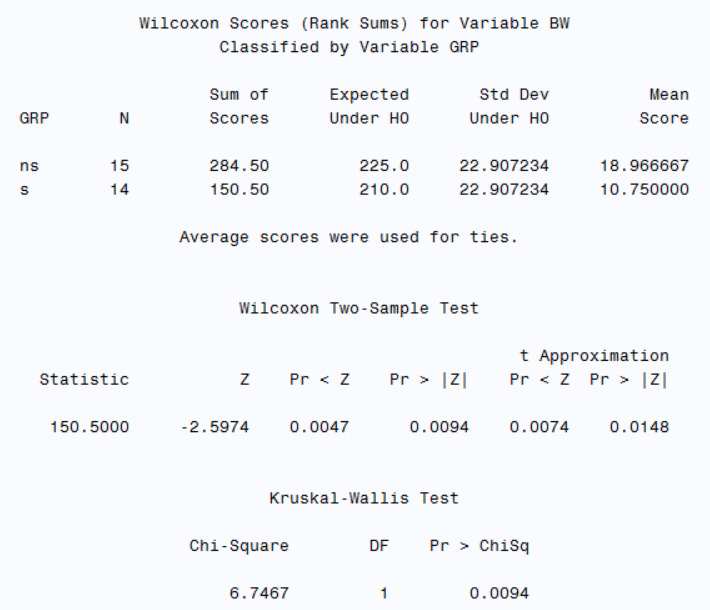 Wilcoxon Scores (Rank Sums) for Variable BW
Classified by Variable GRP
Sum of Expected Std Dev Mean
GRP N Scores Under H0 Under H0 Score
ns 15 284.50 225.0 22.907234 18.966667
s 14 150.50 210.0 22.907234 10.750000
Average scores were used for ties.
Wilcoxon Two-Sample Test
t Approximation
Statistic Z Pr < Z Pr > |Z| Pr < Z Pr > |Z|
150.5000 -2.5974 0.0047 0.0094 0.0074 0.0148
Kruskal-Wallis Test
Chi-Square DF Pr > ChiSq
6.7467 1 0.0094